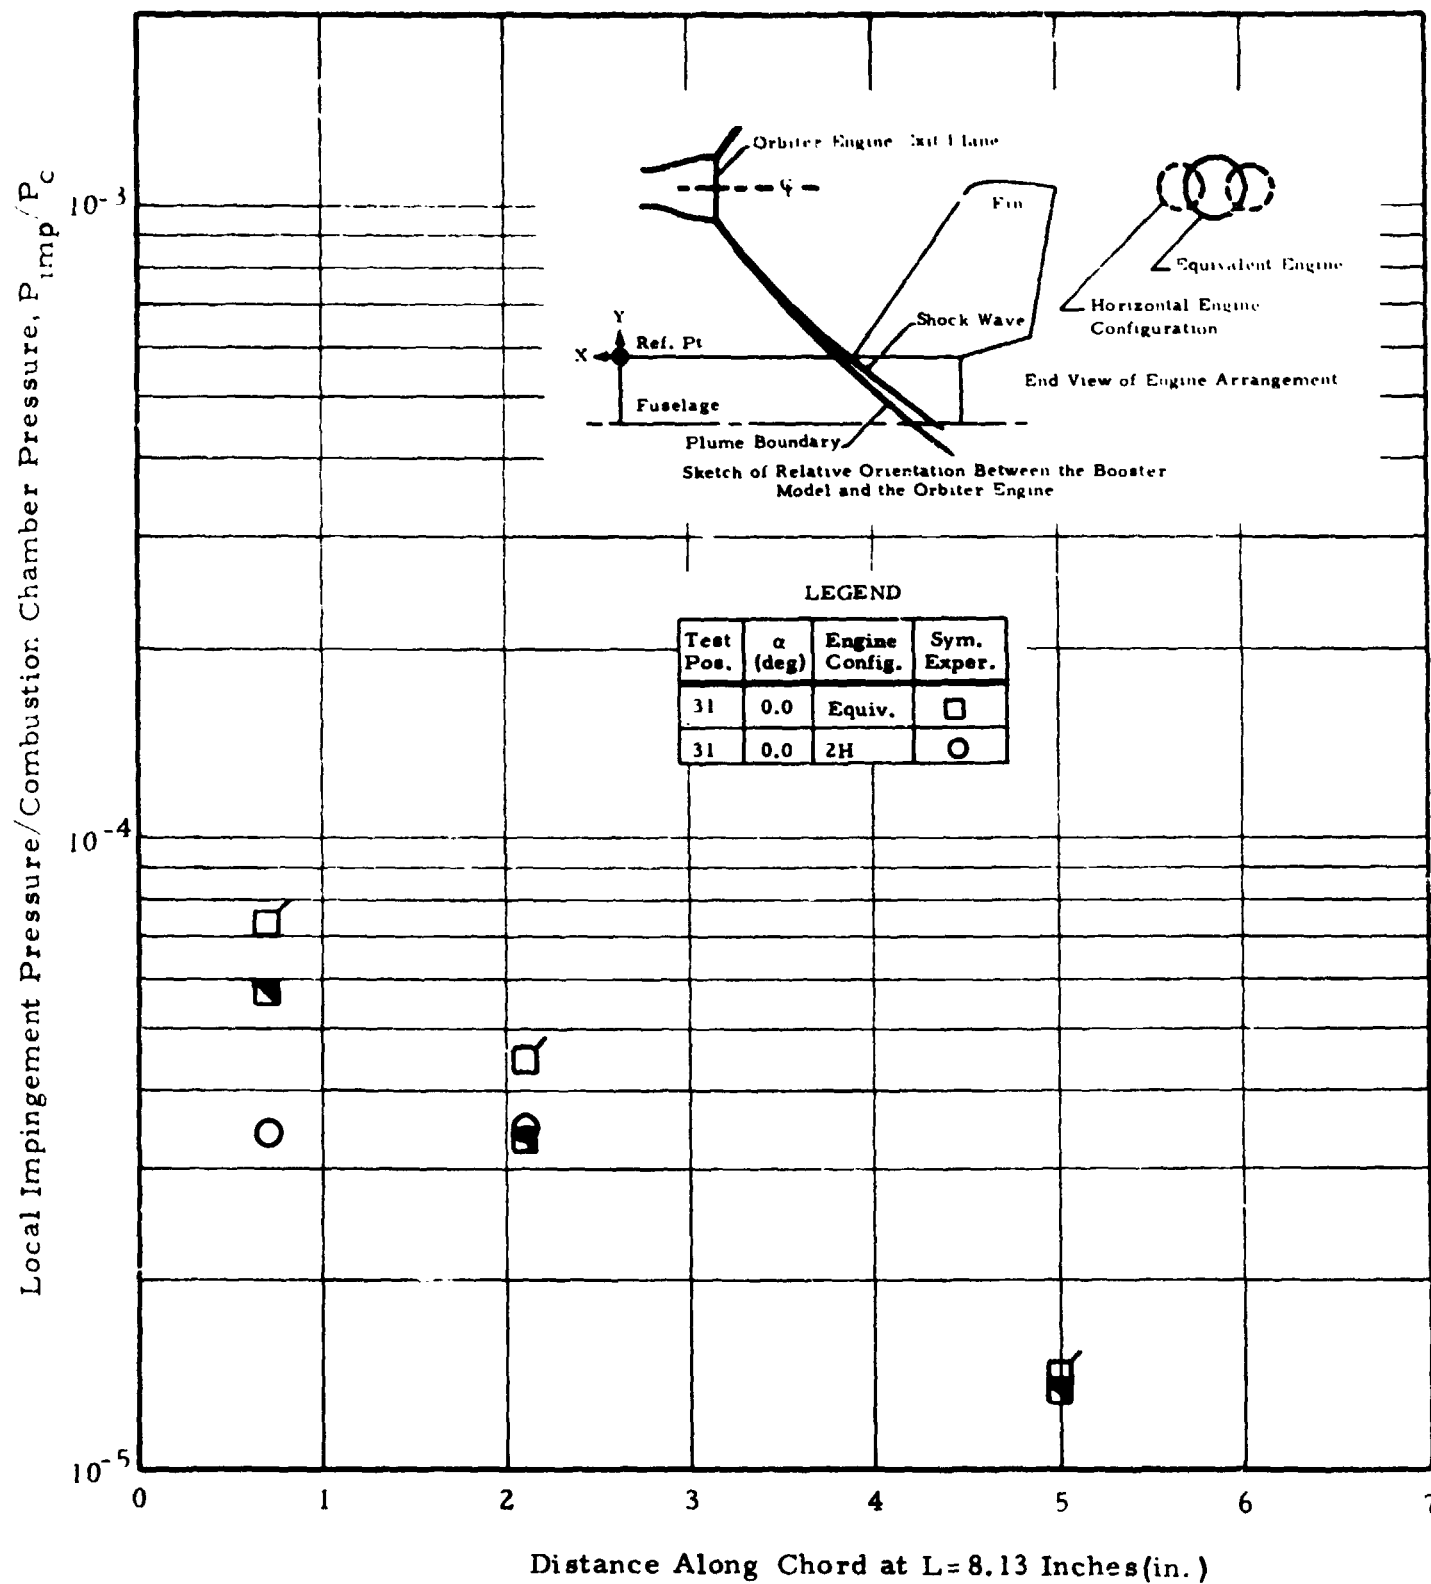 Local Impingement Pressure/Combustion Chamber Pressure, Pimp/Pc
10-3
10-4
10-5
Orbiter Engine Exit Plane
℄
Fin
Equivalent Engine
Horizontal Engine
Configuration
Shock Wave
Y
X
Ref. Pt
Fuselage
End View of Engine Arrangement
Plume Boundary
Sketch of Relative Orientation Between the Booster
Model and the Orbiter Engine
LEGEND
Test Pos. α (deg) Engine Config. Sym. Exper.
31 0.0 Equiv. □
31 0.0 2H ○
0 1 2 3 4 5 6 7
Distance Along Chord at L=8.13 Inches(in.)